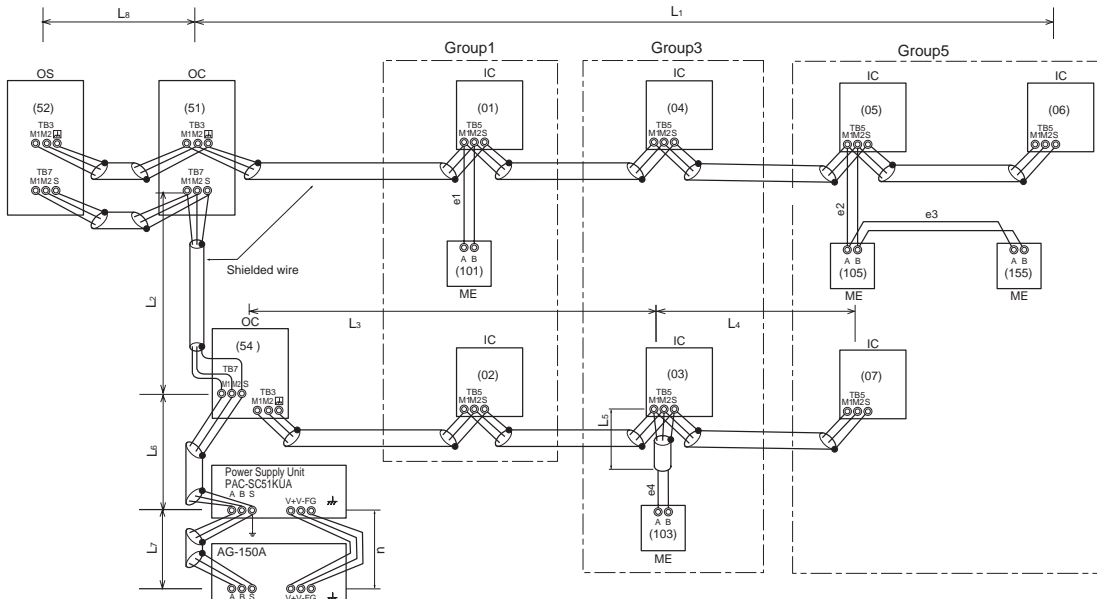 L8
L1
Group1
Group3
Group5
OS
OC
IC
IC
IC
IC
(52)
(51)
(01)
(04)
(05)
(06)
TB3
M1M2
TB3
M1M2
TB5
M1M2S
TB5
M1M2S
TB5
M1M2S
TB5
M1M2S
TB7
M1M2 S
TB7
M1M2 S
e1
e2
e3
A B
(101)
ME
A B
(105)
ME
A B
(155)
ME
Shielded wire
L2
L3
L4
OC
IC
IC
IC
(54 )
(02)
(03)
(07)
TB7
M1M2 S
TB3
M1M2
TB5
M1M2S
TB5
M1M2S
TB5
M1M2S
L5
L6
e4
Power Supply Unit
PAC-SC51KUA
A B S
V+V-FG
A B
(103)
ME
L7
n
AG-150A
A B S
V+V-FG